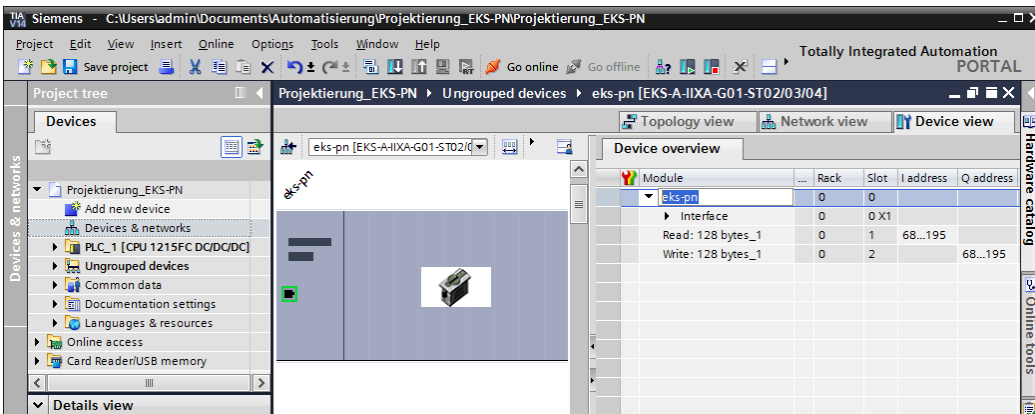 TIA V14 Siemens - C:\Users\admin\Documents\Automatisierung\Projektierung_EKS-PN\Projektierung_EKS-PN
Project Edit View Insert Online Options Tools Window Help
Totally Integrated Automation
PORTAL
Save project
Go online
Go offline
Project tree
Projektierung_EKS-PN
Ungrouped devices
eks-pn [EKS-A-IIXA-G01-ST02/03/04]
Devices
Topology view
Network view
Device view
eks-pn [EKS-A-IIXA-G01-ST02/0
Device overview
Module ... Rack Slot I address Q address
eks-pn 0 0
Interface 0 0 X1
Read: 128 bytes_1 0 1 68...195
Write: 128 bytes_1 0 2 68...195
eks-pn
Projektierung_EKS-PN
Add new device
Devices & networks
PLC_1 [CPU 1215FC DC/DC/DC]
Ungrouped devices
Common data
Documentation settings
Languages & resources
Online access
Card Reader/USB memory
Details view
Devices & networks
Hardware catalog
Online tools